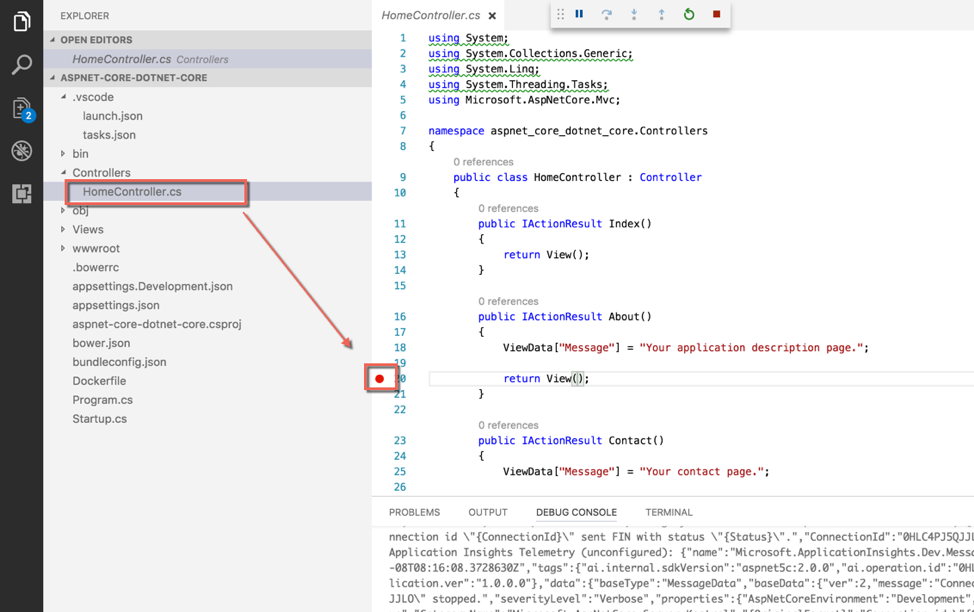 EXPLORER
OPEN EDITORS
HomeController.cs Controllers
ASPNET-CORE-DOTNET-CORE
.vscode
launch.json
tasks.json
bin
Controllers
HomeController.cs
obj
Views
wwwroot
.bowerrc
appsettings.Development.json
appsettings.json
aspnet-core-dotnet-core.csproj
bower.json
bundleconfig.json
Dockerfile
Program.cs
Startup.cs
2
HomeController.cs ×
1 using System;
2 using System.Collections.Generic;
3 using System.Linq;
4 using System.Threading.Tasks;
5 using Microsoft.AspNetCore.Mvc;
6
7 namespace aspnet_core_dotnet_core.Controllers
8 {
0 references
9 public class HomeController : Controller
10 {
0 references
11 public IActionResult Index()
12 {
13 return View();
14 }
15
0 references
16 public IActionResult About()
17 {
18 ViewData["Message"] = "Your application description page.";
19
20 return View();
21 }
22
0 references
23 public IActionResult Contact()
24 {
25 ViewData["Message"] = "Your contact page.";
26
PROBLEMS OUTPUT DEBUG CONSOLE TERMINAL
nnection id \"{ConnectionId}\" sent FIN with status \"{Status}\".","ConnectionId":"0HLC4PJ5QJJL
Application Insights Telemetry (unconfigured): {"name":"Microsoft.ApplicationInsights.Dev.Messa
-08T08:16:08.3728630Z","tags":{"ai.internal.sdkVersion":"aspnet5c:2.0.0","ai.operation.id":"0HL
lication.ver":"1.0.0.0"},"data":{"baseType":"MessageData","baseData":{"ver":2,"message":"Connec
JJLO\" stopped.","severityLevel":"Verbose","properties":{"AspNetCoreEnvironment":"Development",